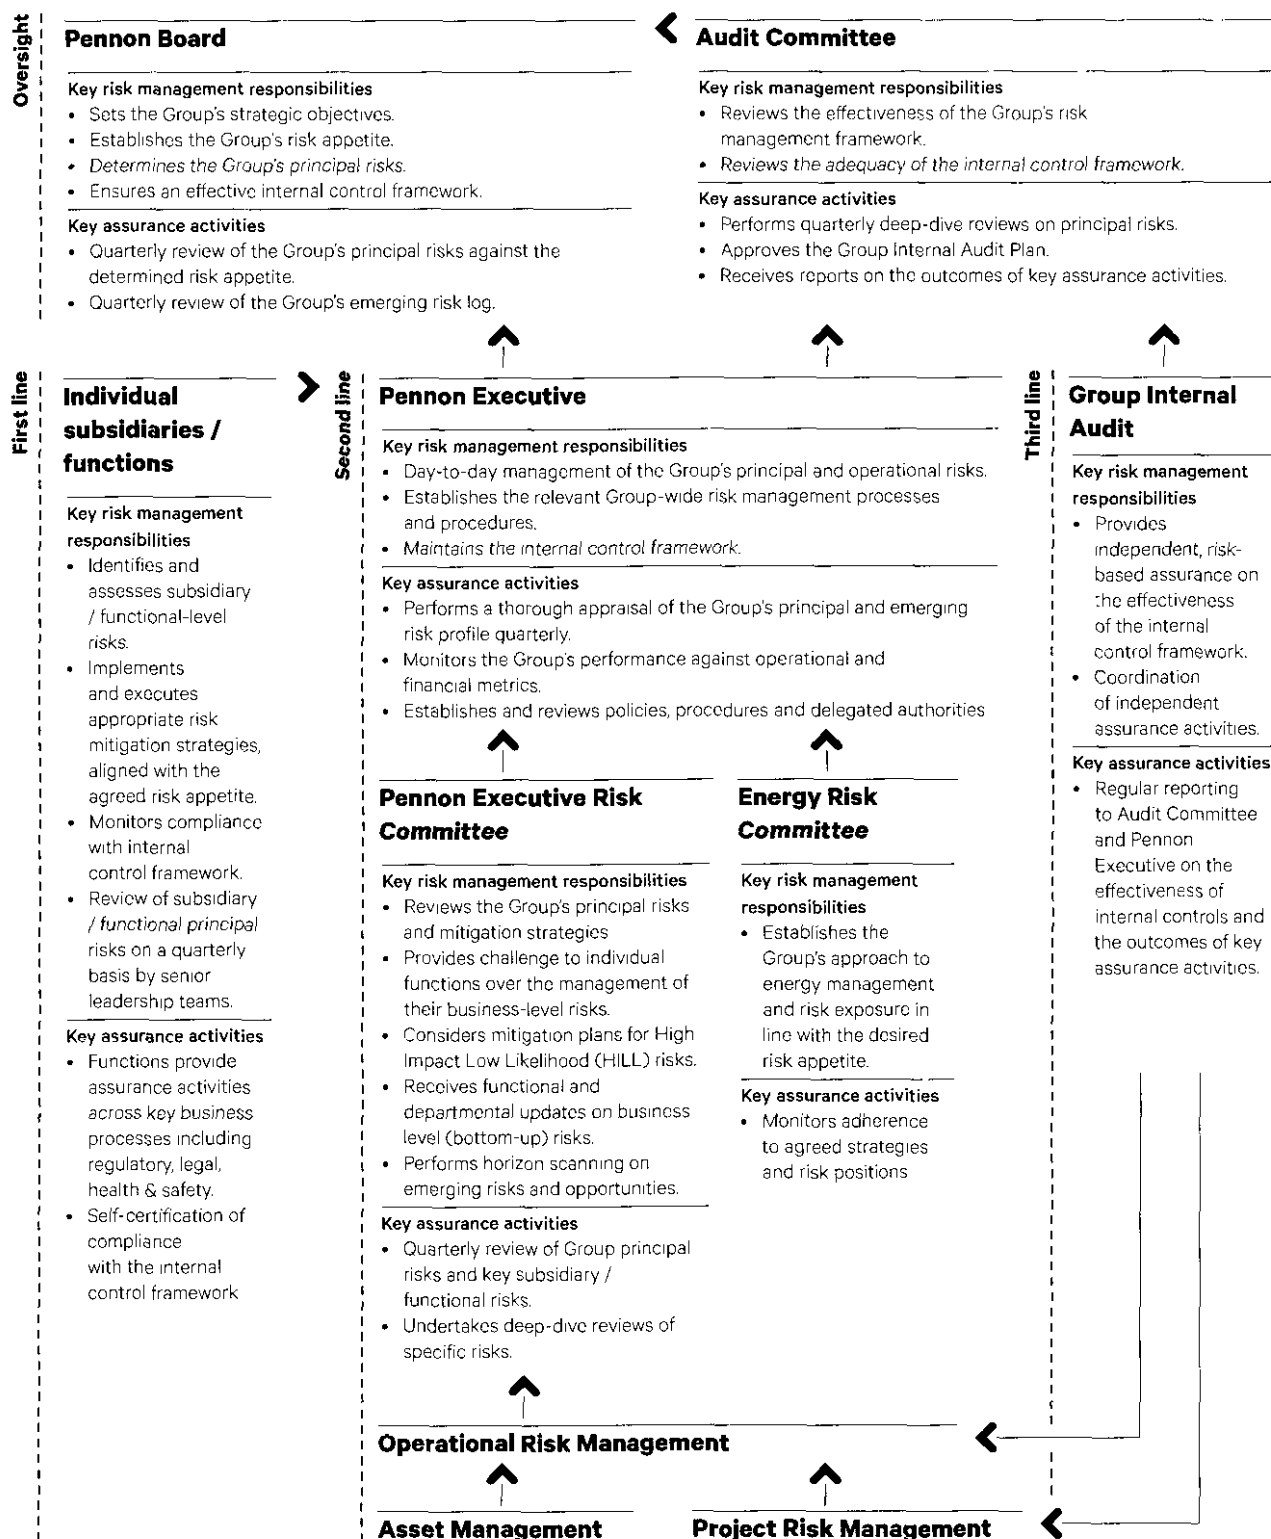 Oversight
Pennon Board
Key risk management responsibilities
• Sets the Group's strategic objectives.
• Establishes the Group's risk appetite.
• Determines the Group's principal risks.
• Ensures an effective internal control framework.
Key assurance activities
• Quarterly review of the Group's principal risks against the
determined risk appetite.
• Quarterly review of the Group's emerging risk log.
Audit Committee
Key risk management responsibilities
• Reviews the effectiveness of the Group's risk
management framework.
• Reviews the adequacy of the internal control framework.
Key assurance activities
• Performs quarterly deep-dive reviews on principal risks.
• Approves the Group Internal Audit Plan.
• Receives reports on the outcomes of key assurance activities.
First line
Individual
subsidiaries /
functions
Key risk management
responsibilities
• Identifies and
assesses subsidiary
/ functional-level
risks.
• Implements
and executes
appropriate risk
mitigation strategies,
aligned with the
agreed risk appetite.
• Monitors compliance
with internal
control framework.
• Review of subsidiary
/ functional principal
risks on a quarterly
basis by senior
leadership teams.
Key assurance activities
• Functions provide
assurance activities
across key business
processes including
regulatory, legal,
health & safety.
• Self-certification of
compliance
with the internal
control framework
Second line
Pennon Executive
Key risk management responsibilities
• Day-to-day management of the Group's principal and operational risks.
• Establishes the relevant Group-wide risk management processes
and procedures.
• Maintains the internal control framework.
Key assurance activities
• Performs a thorough appraisal of the Group's principal and emerging
risk profile quarterly.
• Monitors the Group's performance against operational and
financial metrics.
• Establishes and reviews policies, procedures and delegated authorities
Pennon Executive Risk
Committee
Key risk management responsibilities
• Reviews the Group's principal risks
and mitigation strategies
• Provides challenge to individual
functions over the management of
their business-level risks.
• Considers mitigation plans for High
Impact Low Likelihood (HILL) risks.
• Receives functional and
departmental updates on business
level (bottom-up) risks.
• Performs horizon scanning on
emerging risks and opportunities.
Key assurance activities
• Quarterly review of Group principal
risks and key subsidiary /
functional risks.
• Undertakes deep-dive reviews of
specific risks.
Energy Risk
Committee
Key risk management
responsibilities
• Establishes the
Group's approach to
energy management
and risk exposure in
line with the desired
risk appetite.
Key assurance activities
• Monitors adherence
to agreed strategies
and risk positions
Operational Risk Management
Asset Management
Project Risk Management
Third line
Group Internal
Audit
Key risk management
responsibilities
• Provides
independent, risk-
based assurance on
the effectiveness
of the internal
control framework.
• Coordination
of independent
assurance activities.
Key assurance activities
• Regular reporting
to Audit Committee
and Pennon
Executive on the
effectiveness of
internal controls and
the outcomes of key
assurance activities.